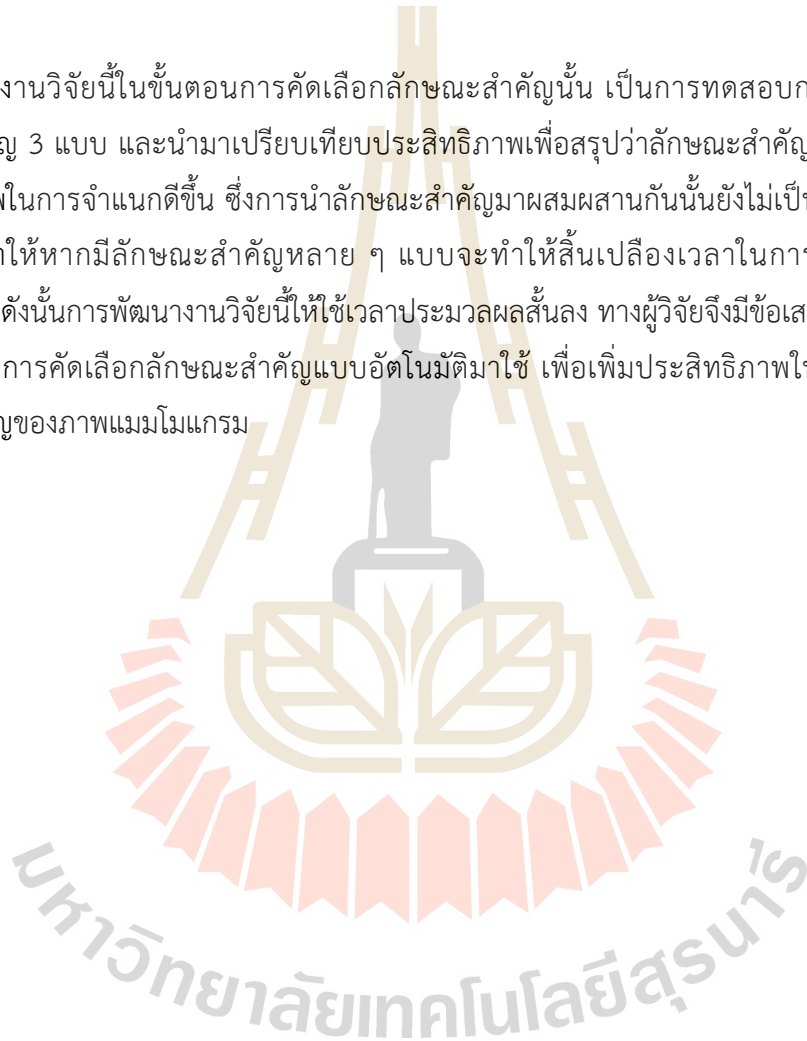 งานวิจัยนี้ในขั้นตอนการคัดเลือกลักษณะสำคัญนั้น เป็นการทดสอบก
ญ 3 แบบ และนำมาเปรียบเทียบประสิทธิภาพเพื่อสรุปว่าลักษณะสำคัญ
พในการจำแนกดีขึ้น ซึ่งการนำลักษณะสำคัญมาผสมผสานกันนั้นยังไม่เป็น
าให้หากมีลักษณะสำคัญหลาย ๆ แบบจะทำให้สิ้นเปลืองเวลาในการ
ดังนั้นการพัฒนางานวิจัยนี้ให้ใช้เวลาประมวลผลสั้นลง ทางผู้วิจัยจึงมีข้อเส
การคัดเลือกลักษณะสำคัญแบบอัตโนมัติมาใช้ เพื่อเพิ่มประสิทธิภาพใ
ญของภาพแมมโมแกรม
มหาวิทยาลัยเทคโนโลยีสุรนารี